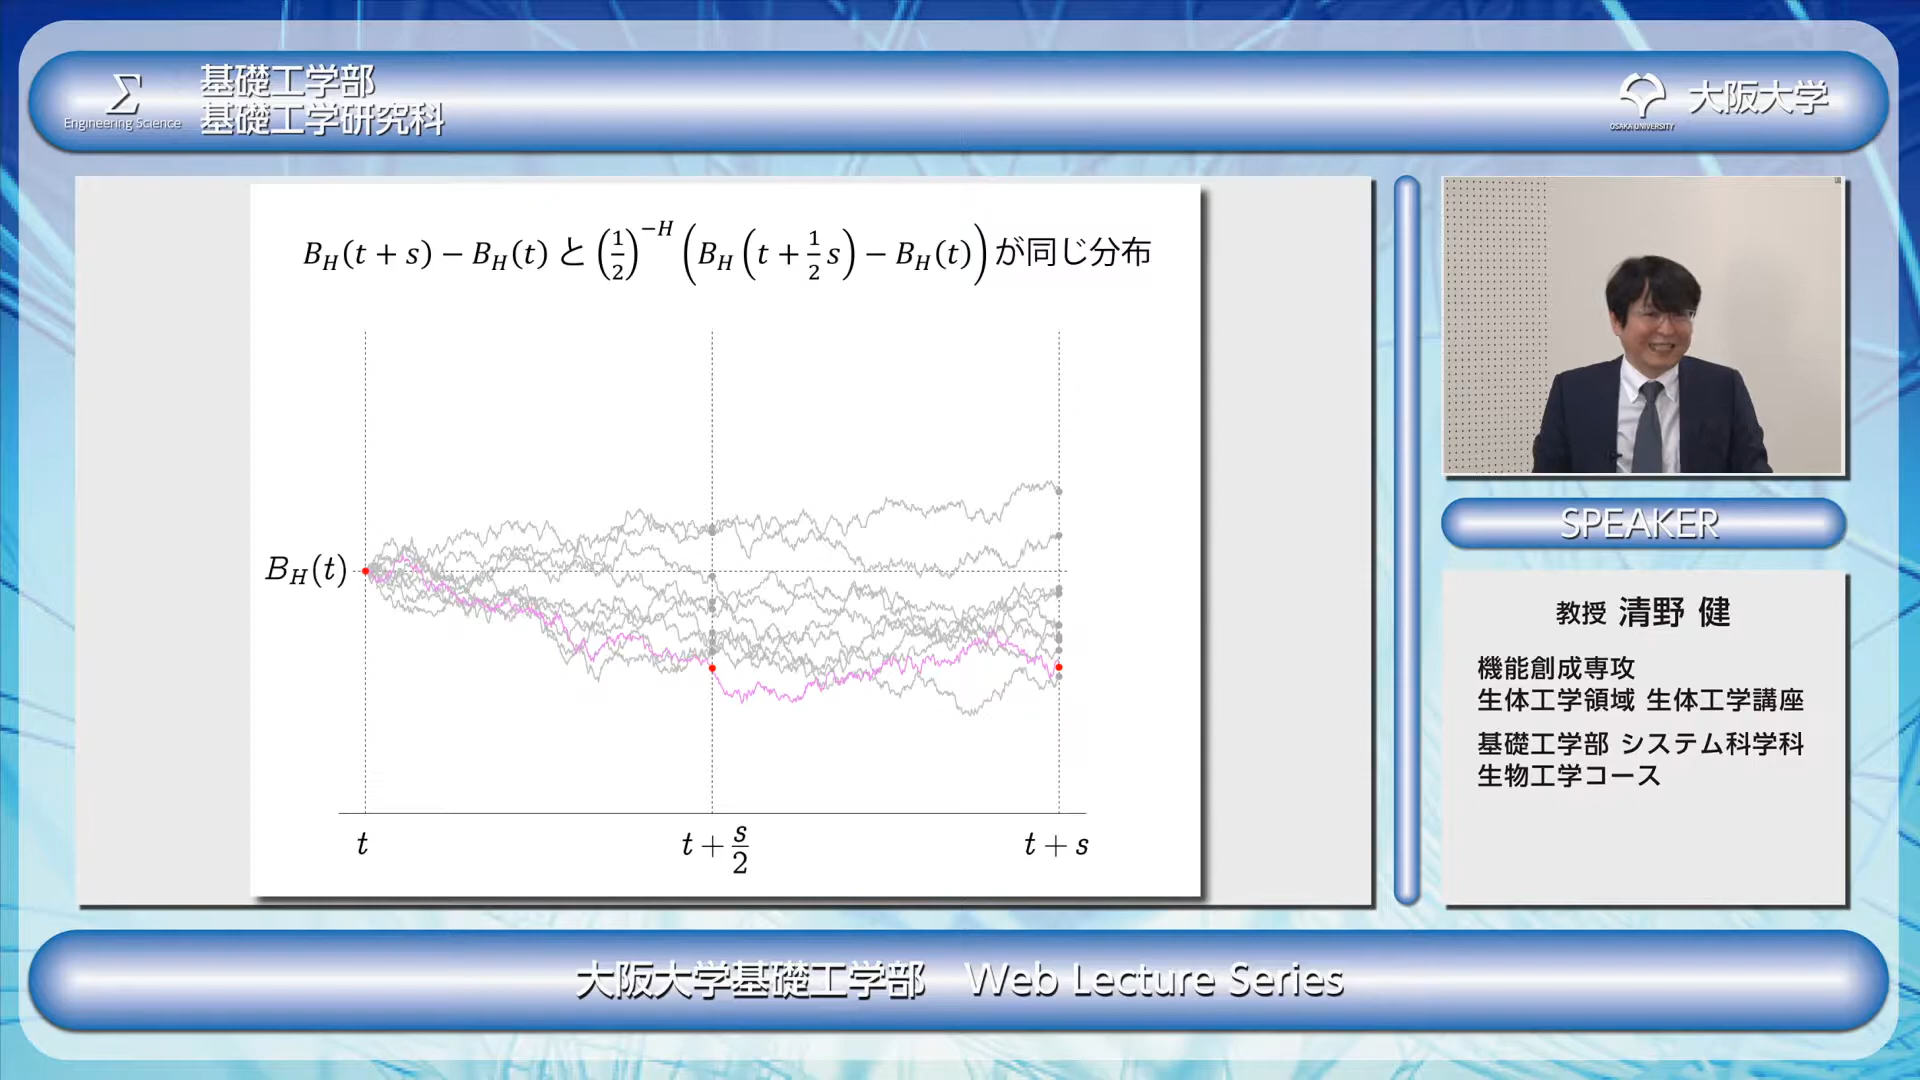 Σ
Engineering Science
基礎工学部
基礎工学研究科
OSAKA UNIVERSITY
大阪大学
B_H(t + s) − B_H(t) と (1/2)^{−H} (B_H(t + 1/2 s) − B_H(t)) が同じ分布
B_H(t)
t
t + s/2
t + s
SPEAKER
教授 清野 健
機能創成専攻
生体工学領域 生体工学講座
基礎工学部 システム科学科
生物工学コース
大阪大学基礎工学部 Web Lecture Series